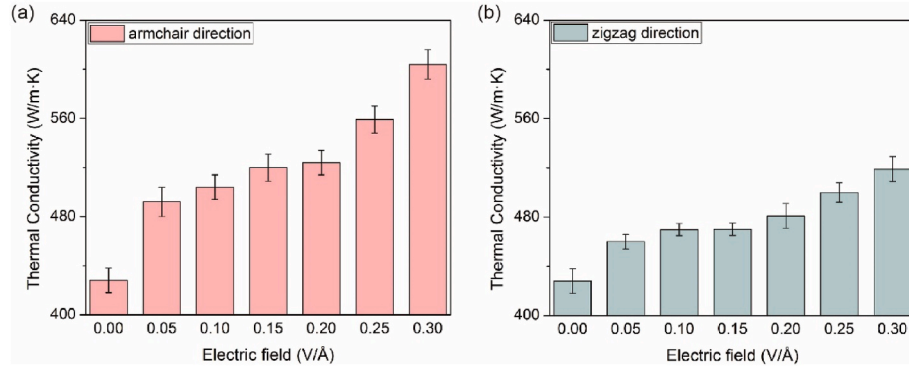 (a)
armchair direction
Thermal Conductivity (W/m·K)
640
560
480
400
0.00 0.05 0.10 0.15 0.20 0.25 0.30
Electric field (V/Å)
(b)
zigzag direction
Thermal Conductivity (W/m·K)
640
560
480
400
0.00 0.05 0.10 0.15 0.20 0.25 0.30
Electric field (V/Å)